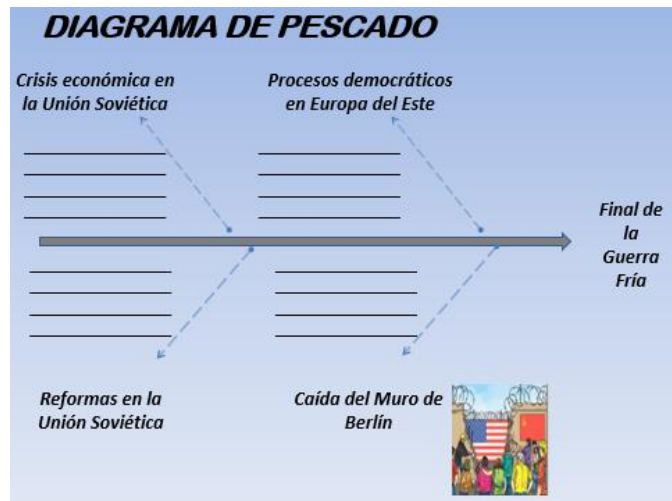 DIAGRAMA DE PESCADO
Crisis económica en
la Unión Soviética
Procesos democráticos
en Europa del Este
Final de
la
Guerra
Fría
Reformas en la
Unión Soviética
Caída del Muro de
Berlín